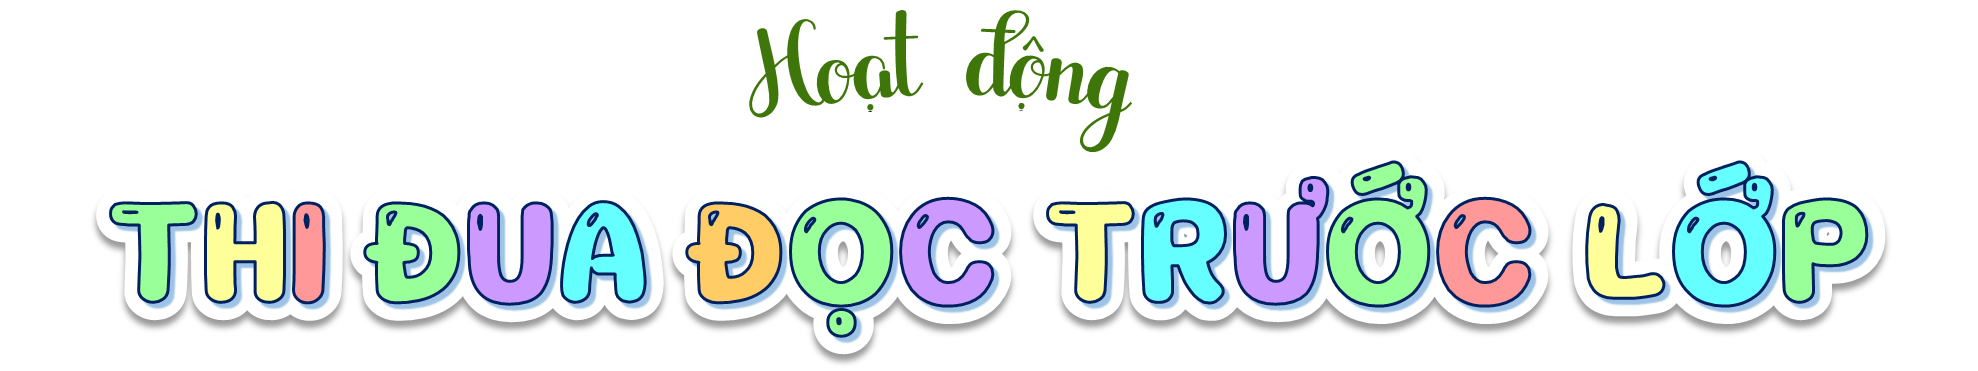 Hoạt động
THI ĐUA ĐỌC TRƯỚC LỚP